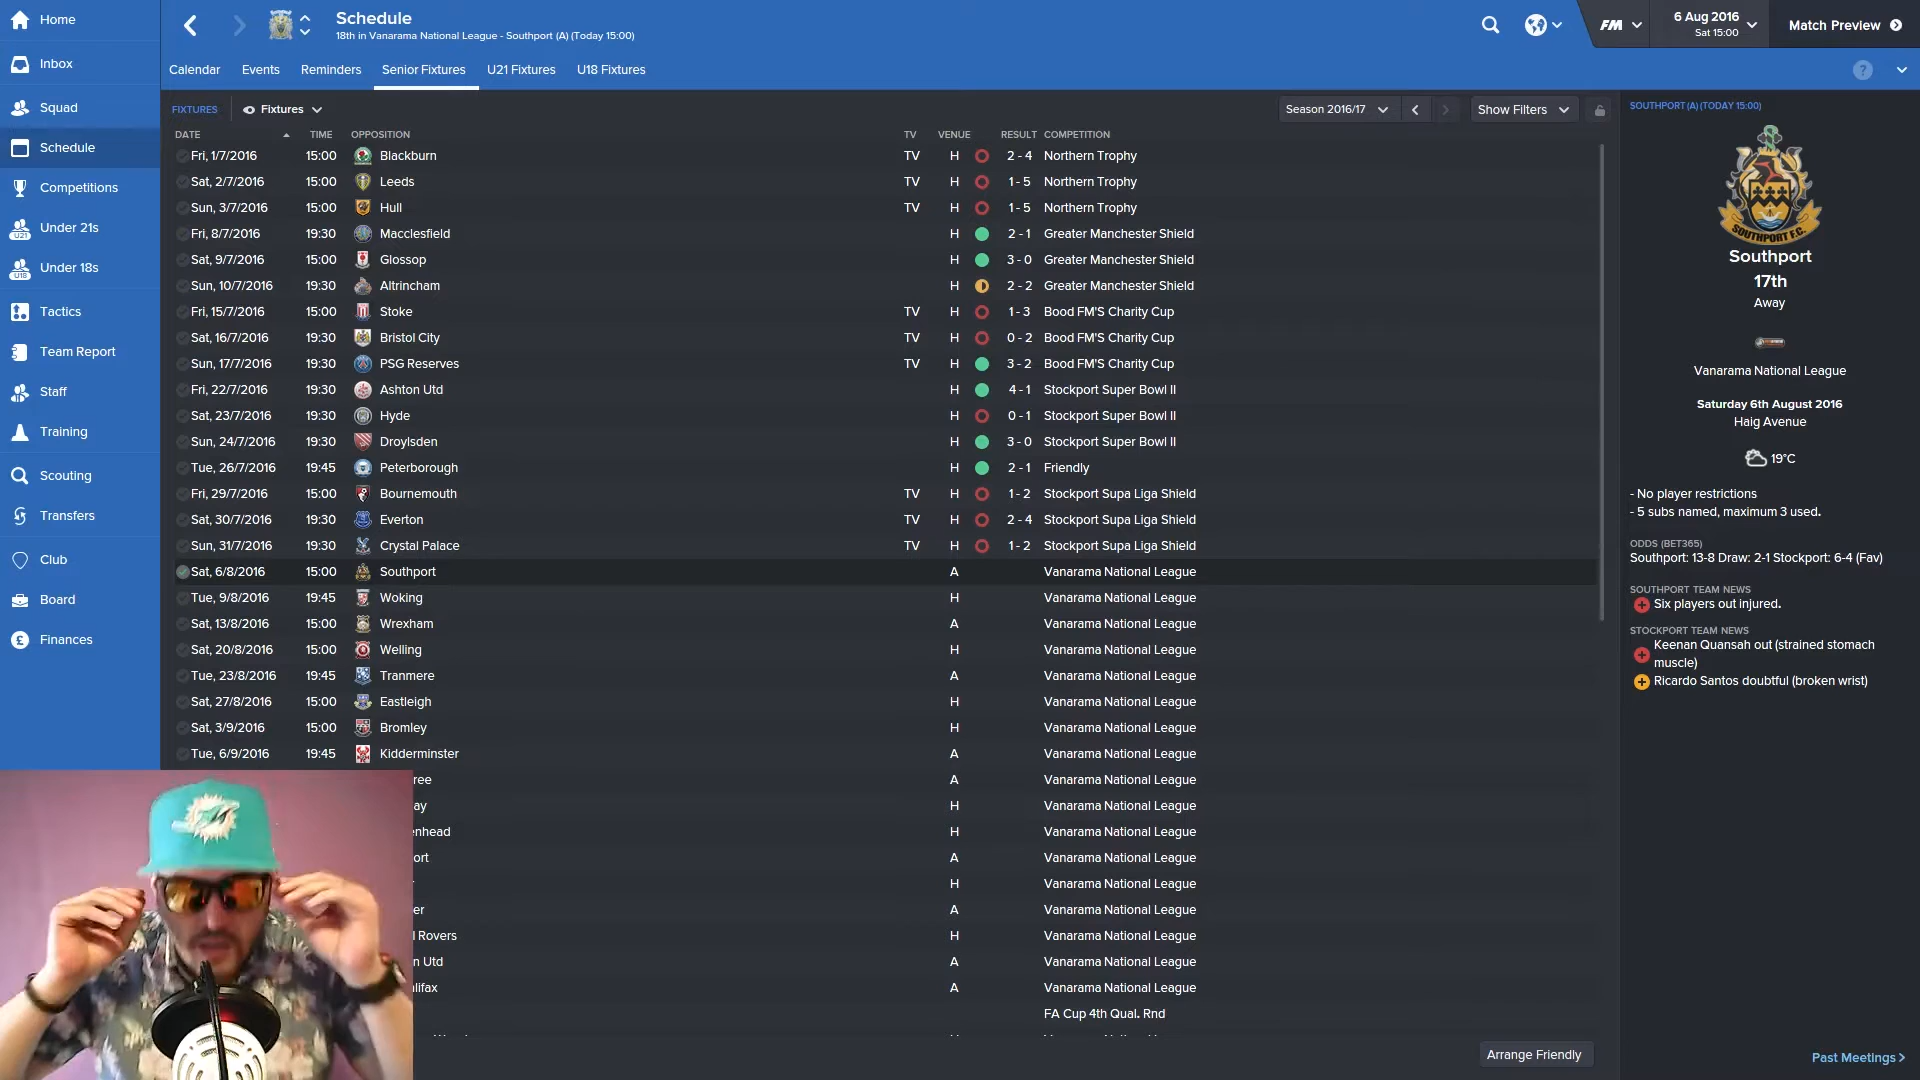 Home
Inbox
Squad
Schedule
Competitions
Under 21s
Under 18s
Tactics
Team Report
Staff
Training
Scouting
Transfers
Club
Board
Finances
Schedule
18th in Vanarama National League - Southport (A) (Today 15:00)
FM
6 Aug 2016
Sat 15:00
Match Preview
Calendar Events Reminders Senior Fixtures U21 Fixtures U18 Fixtures
FIXTURES Fixtures Season 2016/17 Show Filters
DATE TIME OPPOSITION TV VENUE RESULT COMPETITION
Fri, 1/7/2016 15:00 Blackburn TV H 2 - 4 Northern Trophy
Sat, 2/7/2016 15:00 Leeds TV H 1 - 5 Northern Trophy
Sun, 3/7/2016 15:00 Hull TV H 1 - 5 Northern Trophy
Fri, 8/7/2016 19:30 Macclesfield H 2 - 1 Greater Manchester Shield
Sat, 9/7/2016 15:00 Glossop H 3 - 0 Greater Manchester Shield
Sun, 10/7/2016 19:30 Altrincham H 2 - 2 Greater Manchester Shield
Fri, 15/7/2016 15:00 Stoke TV H 1 - 3 Bood FM'S Charity Cup
Sat, 16/7/2016 19:30 Bristol City TV H 0 - 2 Bood FM'S Charity Cup
Sun, 17/7/2016 19:30 PSG Reserves TV H 3 - 2 Bood FM'S Charity Cup
Fri, 22/7/2016 19:30 Ashton Utd H 4 - 1 Stockport Super Bowl II
Sat, 23/7/2016 19:30 Hyde H 0 - 1 Stockport Super Bowl II
Sun, 24/7/2016 19:30 Droylsden H 3 - 0 Stockport Super Bowl II
Tue, 26/7/2016 19:45 Peterborough H 2 - 1 Friendly
Fri, 29/7/2016 15:00 Bournemouth TV H 1 - 2 Stockport Supa Liga Shield
Sat, 30/7/2016 19:30 Everton TV H 2 - 4 Stockport Supa Liga Shield
Sun, 31/7/2016 19:30 Crystal Palace TV H 1 - 2 Stockport Supa Liga Shield
Sat, 6/8/2016 15:00 Southport A Vanarama National League
Tue, 9/8/2016 19:45 Woking H Vanarama National League
Sat, 13/8/2016 15:00 Wrexham A Vanarama National League
Sat, 20/8/2016 15:00 Welling H Vanarama National League
Tue, 23/8/2016 19:45 Tranmere A Vanarama National League
Sat, 27/8/2016 15:00 Eastleigh H Vanarama National League
Sat, 3/9/2016 15:00 Bromley H Vanarama National League
Tue, 6/9/2016 19:45 Kidderminster A Vanarama National League
ree A Vanarama National League
ay H Vanarama National League
enhead H Vanarama National League
ort A Vanarama National League
H Vanarama National League
er A Vanarama National League
l Rovers H Vanarama National League
n Utd A Vanarama National League
alifax A Vanarama National League
FA Cup 4th Qual. Rnd
Arrange Friendly
SOUTHPORT (A) (TODAY 15:00)
SOUTHPORT F.C.
Southport
17th
Away
Vanarama National League
Saturday 6th August 2016
Haig Avenue
19°C
- No player restrictions
- 5 subs named, maximum 3 used.
ODDS (BET365)
Southport: 13-8 Draw: 2-1 Stockport: 6-4 (Fav)
SOUTHPORT TEAM NEWS
Six players out injured.
STOCKPORT TEAM NEWS
Keenan Quansah out (strained stomach
muscle)
Ricardo Santos doubtful (broken wrist)
Past Meetings >